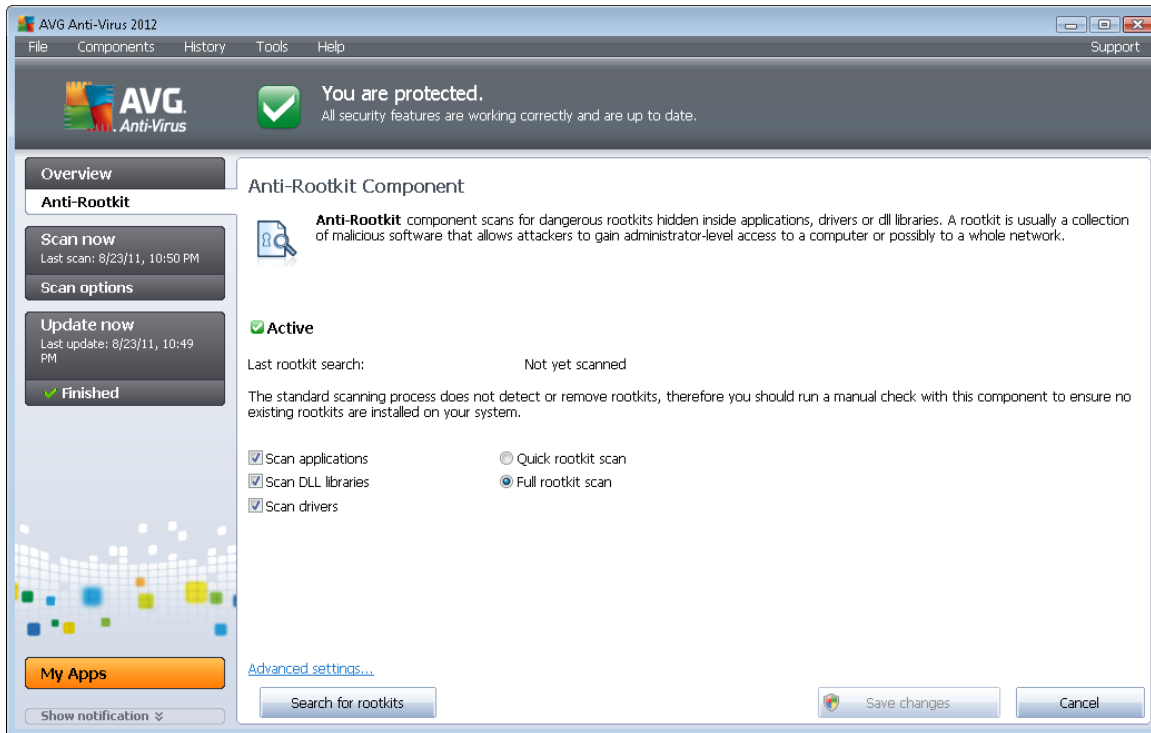 AVG Anti-Virus 2012
File Components History Tools Help Support
AVG.
Anti-Virus
You are protected.
All security features are working correctly and are up to date.
Overview
Anti-Rootkit
Scan now
Last scan: 8/23/11, 10:50 PM
Scan options
Update now
Last update: 8/23/11, 10:49
PM
Finished
My Apps
Show notification
Anti-Rootkit Component
Anti-Rootkit component scans for dangerous rootkits hidden inside applications, drivers or dll libraries. A rootkit is usually a collection
of malicious software that allows attackers to gain administrator-level access to a computer or possibly to a whole network.
Active
Last rootkit search: Not yet scanned
The standard scanning process does not detect or remove rootkits, therefore you should run a manual check with this component to ensure no
existing rootkits are installed on your system.
Scan applications Quick rootkit scan
Scan DLL libraries Full rootkit scan
Scan drivers
Advanced settings...
Search for rootkits Save changes Cancel